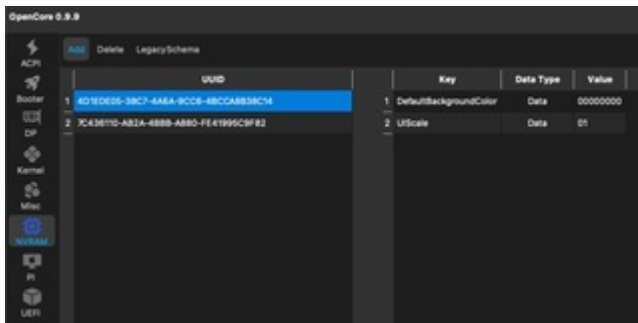 OpenCore 0.9.9
ACPI
Booter
DP
Kernel
Misc
NVRAM
PI
UEFI
Add Delete LegacySchema
UUID
1 4D1EDE05-38C7-4A6A-9CC6-4BCCA8B38C14
2 7C436110-AB2A-4BBB-A880-FE41995C9F82
Key Data Type Value
1 DefaultBackgroundColor Data 00000000
2 UIScale Data 01